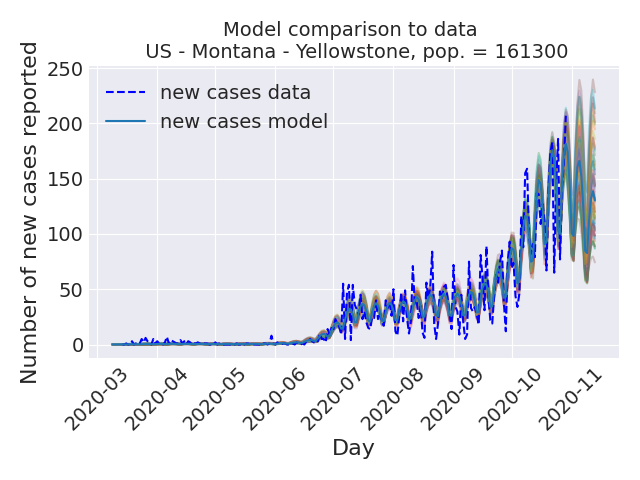 Model comparison to data
US - Montana - Yellowstone, pop. = 161300
Number of new cases reported
250
200
150
100
50
0
new cases data
new cases model
2020-03
2020-04
2020-05
2020-06
2020-07
2020-08
2020-09
2020-10
2020-11
Day